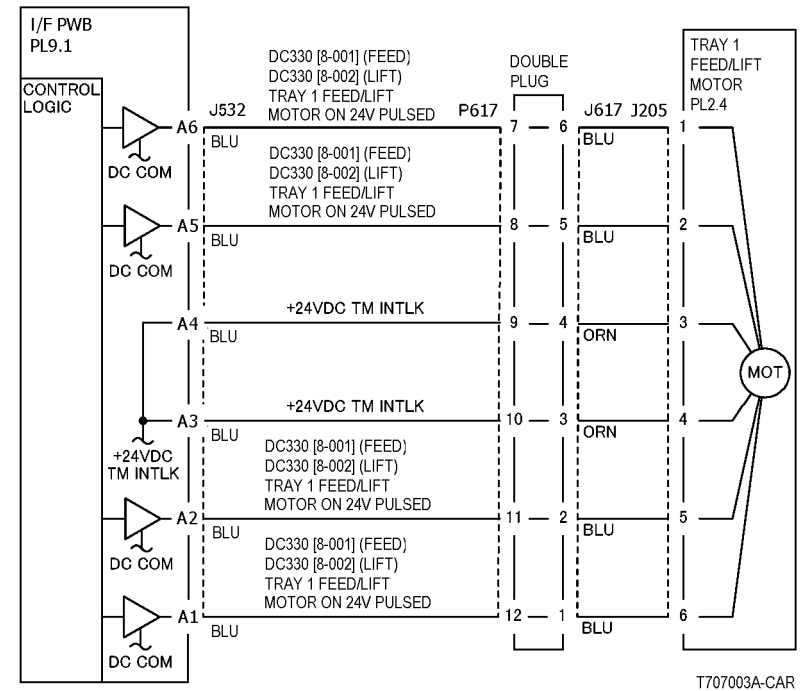 I/F PWB
PL9.1
CONTROL
LOGIC
DC330 [8-001] (FEED)
DC330 [8-002] (LIFT)
TRAY 1 FEED/LIFT
MOTOR ON 24V PULSED
DOUBLE
PLUG
TRAY 1
FEED/LIFT
MOTOR
PL2.4
J532
P617
J617 J205
A6
7
6
1
BLU
BLU
DC COM
DC330 [8-001] (FEED)
DC330 [8-002] (LIFT)
TRAY 1 FEED/LIFT
MOTOR ON 24V PULSED
A5
8
5
2
BLU
BLU
DC COM
+24VDC TM INTLK
A4
9
4
3
BLU
ORN
MOT
+24VDC TM INTLK
A3
10
3
4
BLU
ORN
+24VDC
TM INTLK
DC330 [8-001] (FEED)
DC330 [8-002] (LIFT)
TRAY 1 FEED/LIFT
MOTOR ON 24V PULSED
A2
11
2
5
BLU
BLU
DC COM
DC330 [8-001] (FEED)
DC330 [8-002] (LIFT)
TRAY 1 FEED/LIFT
MOTOR ON 24V PULSED
A1
12
1
6
BLU
BLU
DC COM
T707003A-CAR